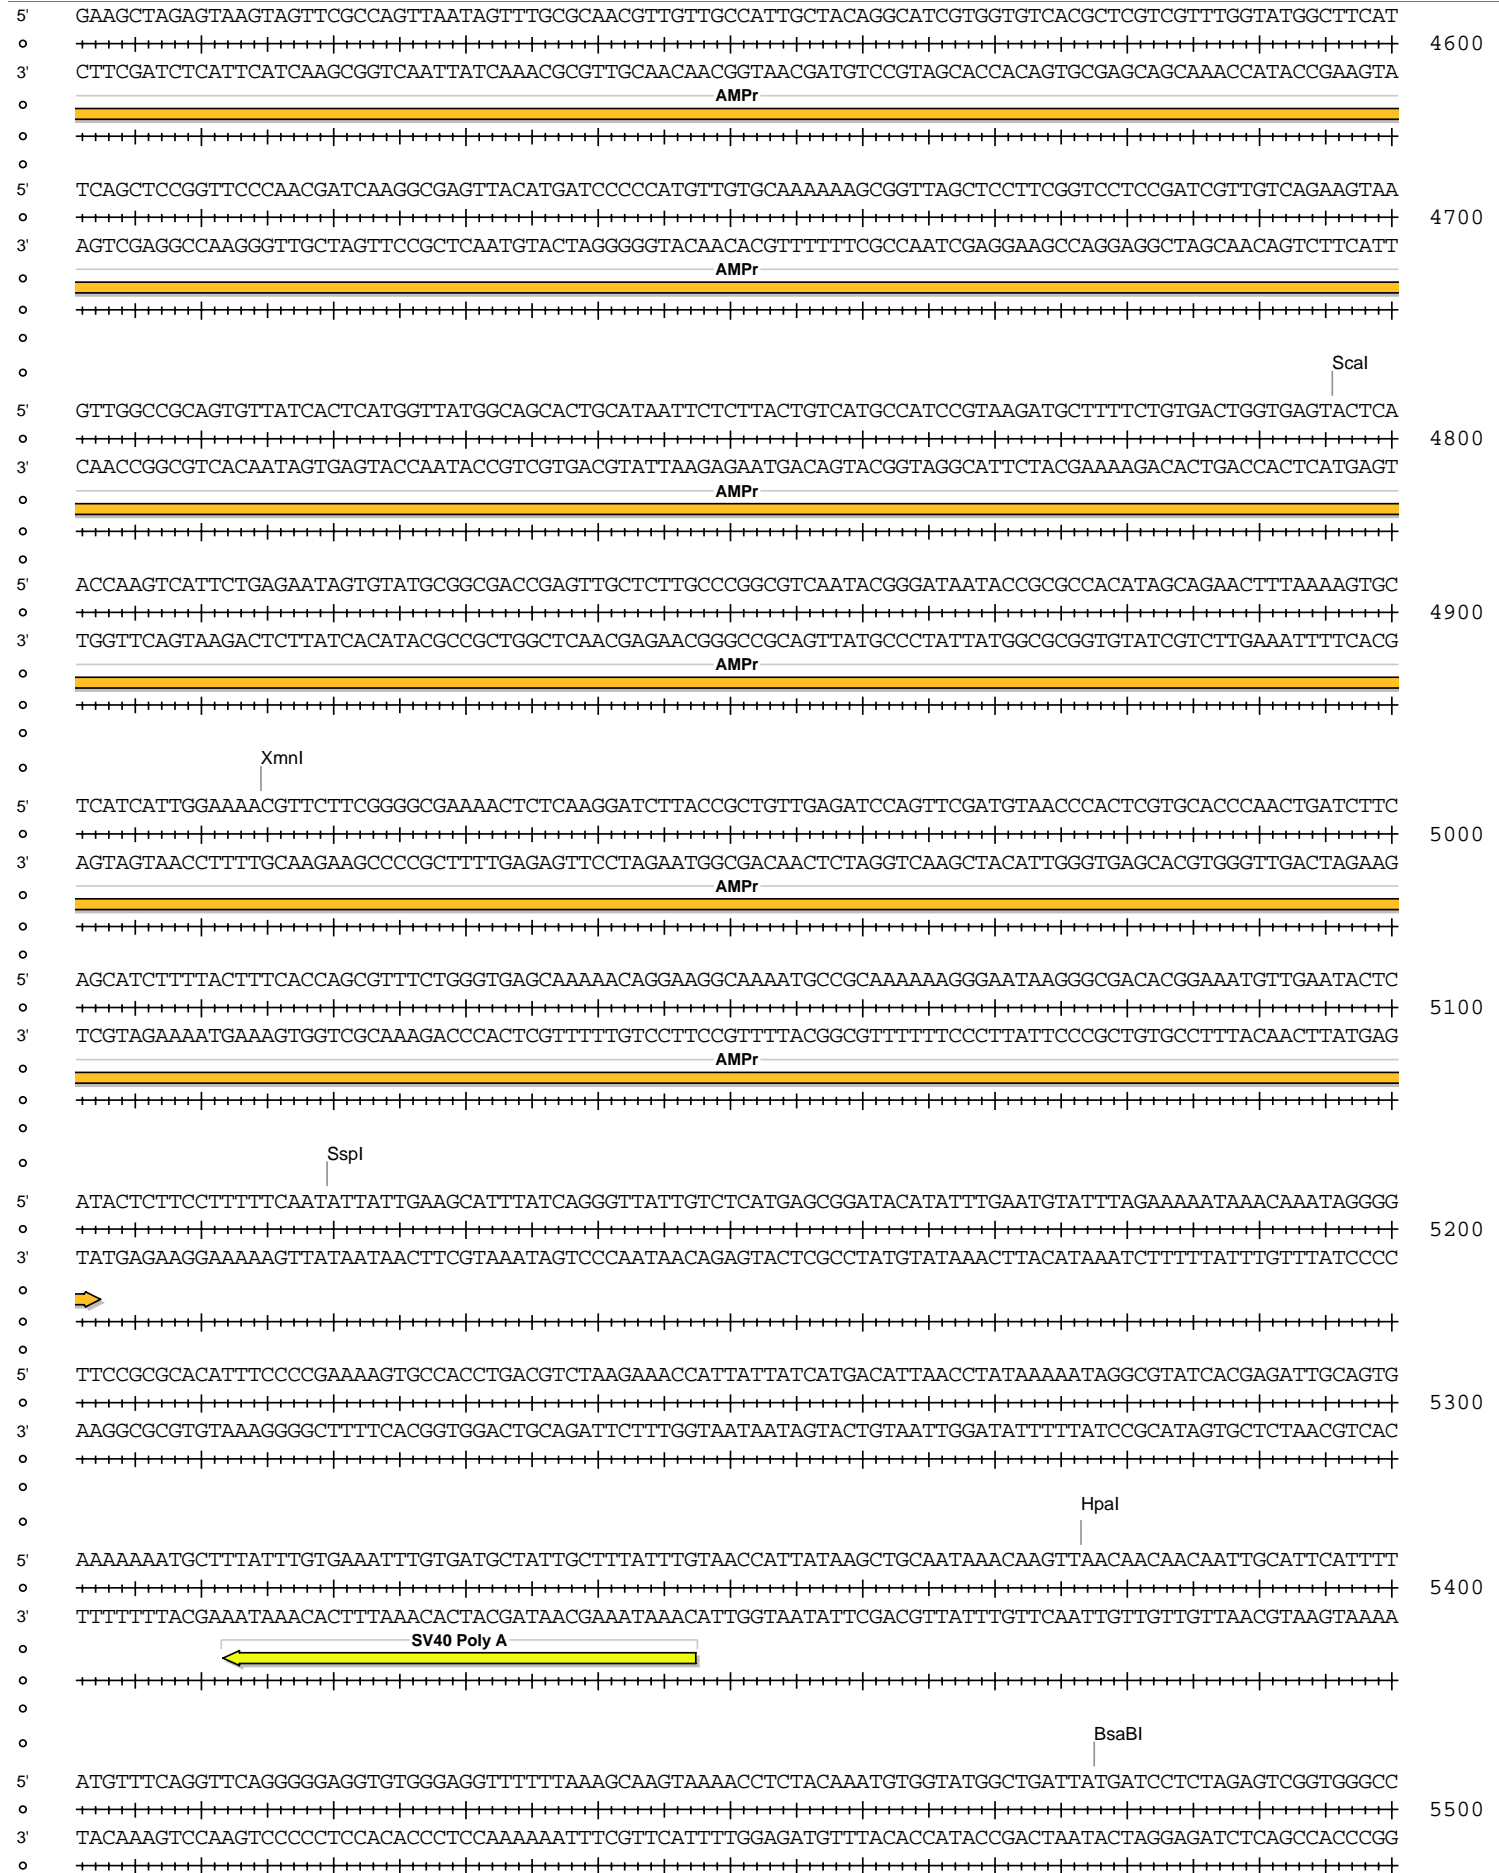 5' GAAGCTAGAGTAAGTAGTTCGCCAGTTAATAGTTTGCGCAACGTTGTTGCCATTGCTACAGGCATCGTGGTGTCACGCTCGTCGTTTGGTATGGCTTCAT
4600
3' CTTCGATCTCATTCATCAAGCGGTCAATTATCAAACGCGTTGCAACAACGGTAACGATGTCCGTAGCACCACAGTGCGAGCAGCAAACCATACCGAAGTA
AMPr
5' TCAGCTCCGGTTCCCAACGATCAAGGCGAGTTACATGATCCCCCATGTTGTGCAAAAAAGCGGTTAGCTCCTTCGGTCCTCCGATCGTTGTCAGAAGTAA
4700
3' AGTCGAGGCCAAGGGTTGCTAGTTCCGCTCAATGTACTAGGGGGTACAACACGTTTTTTCGCCAATCGAGGAAGCCAGGAGGCTAGCAACAGTCTTCATT
AMPr
ScaI
5' GTTGGCCGCAGTGTTATCACTCATGGTTATGGCAGCACTGCATAATTCTCTTACTGTCATGCCATCCGTAAGATGCTTTTCTGTGACTGGTGAGTACTCA
4800
3' CAACCGGCGTCACAATAGTGAGTACCAATACCGTCGTGACGTATTAAGAGAATGACAGTACGGTAGGCATTCTACGAAAAGACACTGACCACTCATGAGT
AMPr
5' ACCAAGTCATTCTGAGAATAGTGTATGCGGCGACCGAGTTGCTCTTGCCCGGCGTCAATACGGGATAATACCGCGCCACATAGCAGAACTTTAAAAGTGC
4900
3' TGGTTCAGTAAGACTCTTATCACATACGCCGCTGGCTCAACGAGAACGGGCCGCAGTTATGCCCTATTATGGCGCGGTGTATCGTCTTGAAATTTTCACG
AMPr
XmnI
5' TCATCATTGGAAAACGTTCTTCGGGGCGAAAACTCTCAAGGATCTTACCGCTGTTGAGATCCAGTTCGATGTAACCCACTCGTGCACCCAACTGATCTTC
5000
3' AGTAGTAACCTTTTGCAAGAAGCCCCGCTTTTGAGAGTTCCTAGAATGGCGACAACTCTAGGTCAAGCTACATTGGGTGAGCACGTGGGTTGACTAGAAG
AMPr
5' AGCATCTTTTACTTTCACCAGCGTTTCTGGGTGAGCAAAAACAGGAAGGCAAAATGCCGCAAAAAAGGGAATAAGGGCGACACGGAAATGTTGAATACTC
5100
3' TCGTAGAAAATGAAAGTGGTCGCAAAGACCCACTCGTTTTTGTCCTTCCGTTTTACGGCGTTTTTTCCCTTATTCCCGCTGTGCCTTTACAACTTATGAG
AMPr
SspI
5' ATACTCTTCCTTTTTCAATATTATTGAAGCATTTATCAGGGTTATTGTCTCATGAGCGGATACATATTTGAATGTATTTAGAAAAATAAACAAATAGGGG
5200
3' TATGAGAAGGAAAAAGTTATAATAACTTCGTAAATAGTCCCAATAACAGAGTACTCGCCTATGTATAAACTTACATAAATCTTTTTATTTGTTTATCCCC
5' TTCCGCGCACATTTCCCCGAAAAGTGCCACCTGACGTCTAAGAAACCATTATTATCATGACATTAACCTATAAAAATAGGCGTATCACGAGATTGCAGTG
5300
3' AAGGCGCGTGTAAAGGGGCTTTTCACGGTGGACTGCAGATTCTTTGGTAATAATAGTACTGTAATTGGATATTTTTATCCGCATAGTGCTCTAACGTCAC
HpaI
5' AAAAAAATGCTTTATTTGTGAAATTTGTGATGCTATTGCTTTATTTGTAACCATTATAAGCTGCAATAAACAAGTTAACAACAACAATTGCATTCATTTT
5400
3' TTTTTTTACGAAATAAACACTTTAAACACTACGATAACGAAATAAACATTGGTAATATTCGACGTTATTTGTTCAATTGTTGTTGTTAACGTAAGTAAAA
SV40 Poly A
BsaBI
5' ATGTTTCAGGTTCAGGGGGAGGTGTGGGAGGTTTTTTAAAGCAAGTAAAACCTCTACAAATGTGGTATGGCTGATTATGATCCTCTAGAGTCGGTGGGCC
5500
3' TACAAAGTCCAAGTCCCCCTCCACACCCTCCAAAAAATTTCGTTCATTTTGGAGATGTTTACACCATACCGACTAATACTAGGAGATCTCAGCCACCCGG